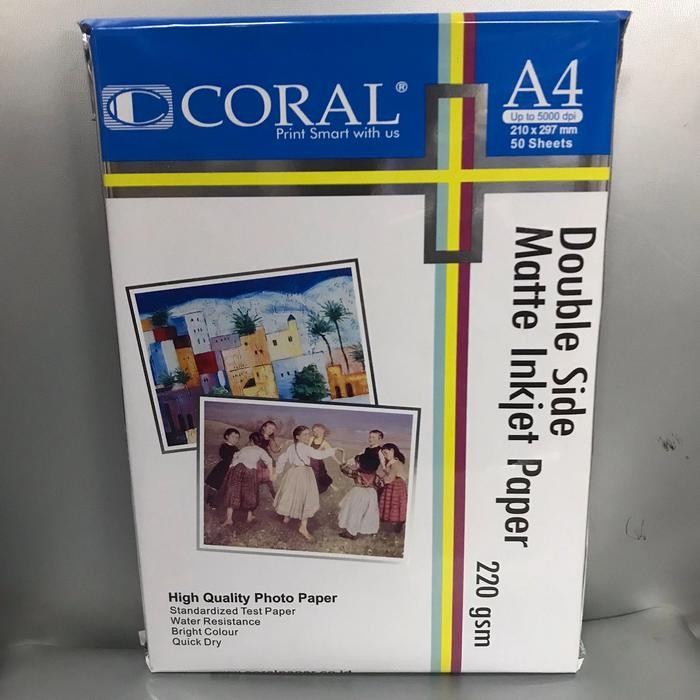 CORAL®
Print Smart with us
A4
Up to 5000 dpi
210 x 297 mm
50 Sheets
Double Side
Matte Inkjet Paper
220 gsm
High Quality Photo Paper
Standardized Test Paper
Water Resistance
Bright Colour
Quick Dry